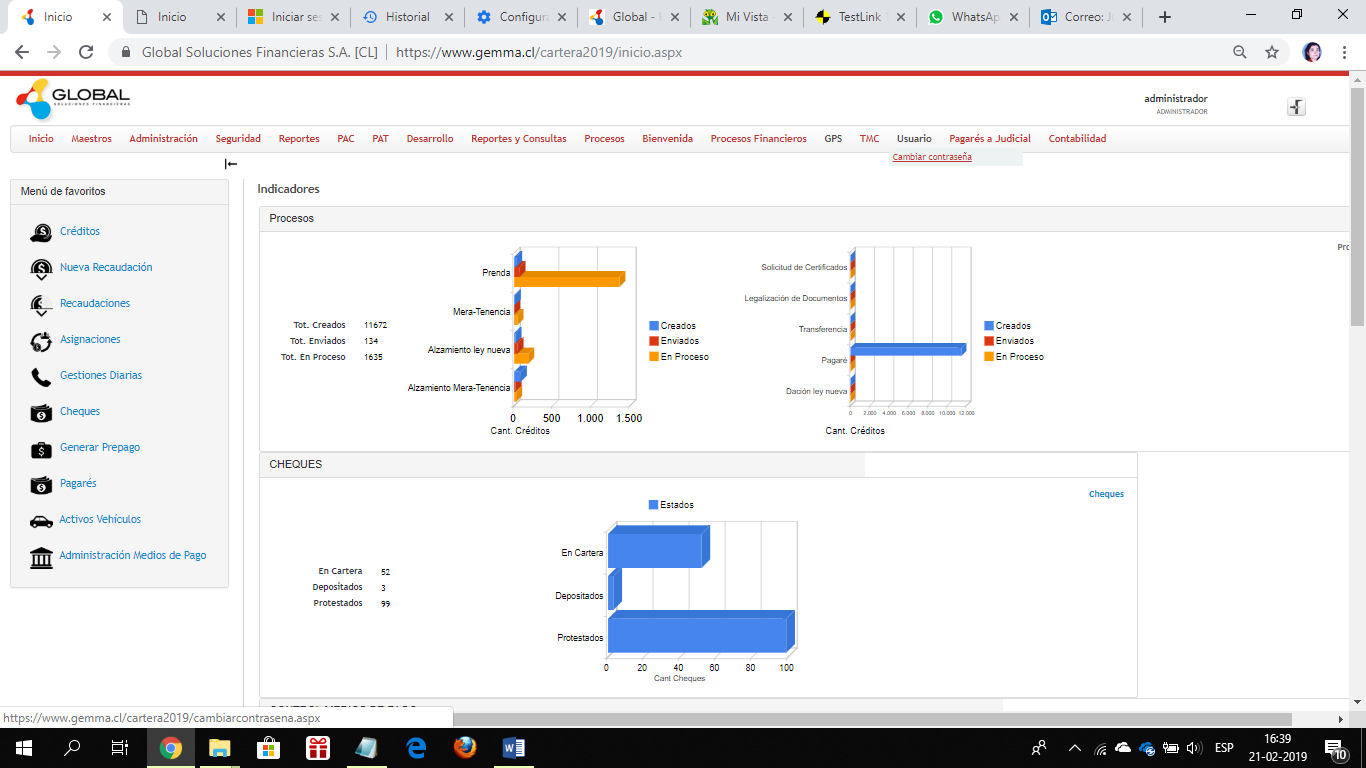 Inicio
Inicio
Iniciar se
Historial
Configura
Global -
Mi Vista -
TestLink
WhatsAp
Correo: J
Global Soluciones Financieras S.A. [CL]
https://www.gemma.cl/cartera2019/inicio.aspx
GLOBAL
SOLUCIONES FINANCIERAS
administrador
ADMINISTRADOR
Inicio Maestros Administración Seguridad Reportes PAC PAT Desarrollo Reportes y Consultas Procesos Bienvenida Procesos Financieros GPS TMC Usuario Pagarés a Judicial Contabilidad
Cambiar contraseña
Menú de favoritos
Créditos
Nueva Recaudación
Recaudaciones
Asignaciones
Gestiones Diarias
Cheques
Generar Prepago
Pagarés
Activos Vehículos
Administración Medios de Pago
Indicadores
Procesos
Tot. Creados 11672
Tot. Enviados 134
Tot. En Proceso 1635
Prenda
Mera-Tenencia
Alzamiento ley nueva
Alzamiento Mera-Tenencia
0 500 1.000 1.500
Cant. Créditos
Creados
Enviados
En Proceso
Solicitud de Certificados
Legalización de Documentos
Transferencia
Pagaré
Dación ley nueva
0 2.000 4.000 6.000 8.000 10.000 12.000
Cant. Créditos
Creados
Enviados
En Proceso
Pro
CHEQUES
Cheques
En Cartera 52
Depositados 3
Protestados 99
Estados
En Cartera
Depositados
Protestados
0 20 40 60 80 100
Cant Cheques
https://www.gemma.cl/cartera2019/cambiarcontrasena.aspx
ESP
16:39
21-02-2019
10